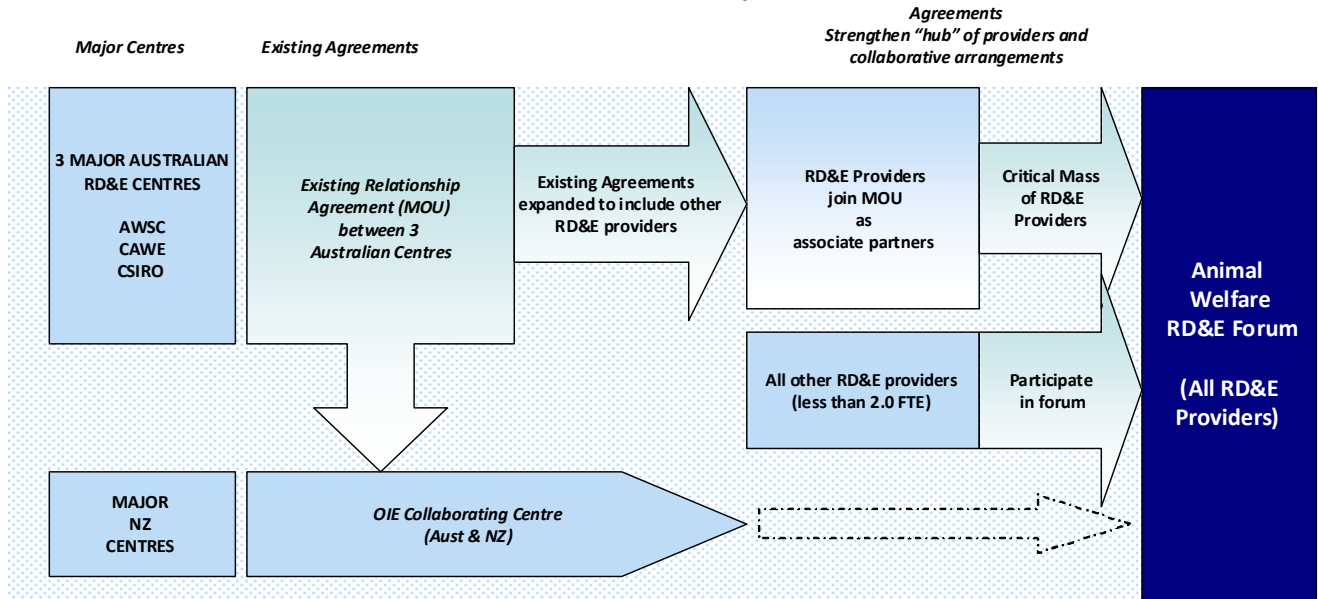 Agreements
Strengthen “hub” of providers and
collaborative arrangements
Major Centres
Existing Agreements
3 MAJOR AUSTRALIAN
RD&E CENTRES
AWSC
CAWE
CSIRO
Existing Relationship
Agreement (MOU)
between 3
Australian Centres
Existing Agreements
expanded to include other
RD&E providers
RD&E Providers
join MOU
as
associate partners
Critical Mass
of RD&E
Providers
All other RD&E providers
(less than 2.0 FTE)
Participate
in forum
Animal
Welfare
RD&E Forum
(All RD&E
Providers)
MAJOR
NZ
CENTRES
OIE Collaborating Centre
(Aust & NZ)